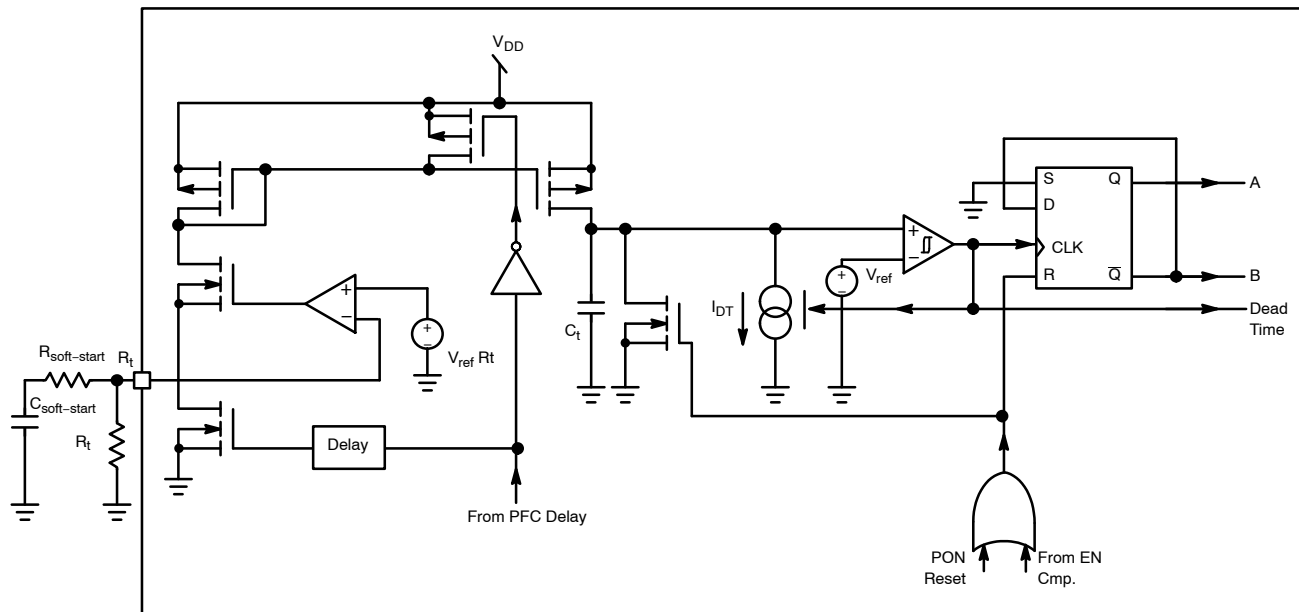 VDD
S
Q
A
D
CLK
R
Q
B
Vref
IDT
Ct
Dead
Time
Vref Rt
Rsoft−start
Rt
Csoft−start
Rt
Delay
From PFC Delay
PON
Reset
From EN
Cmp.